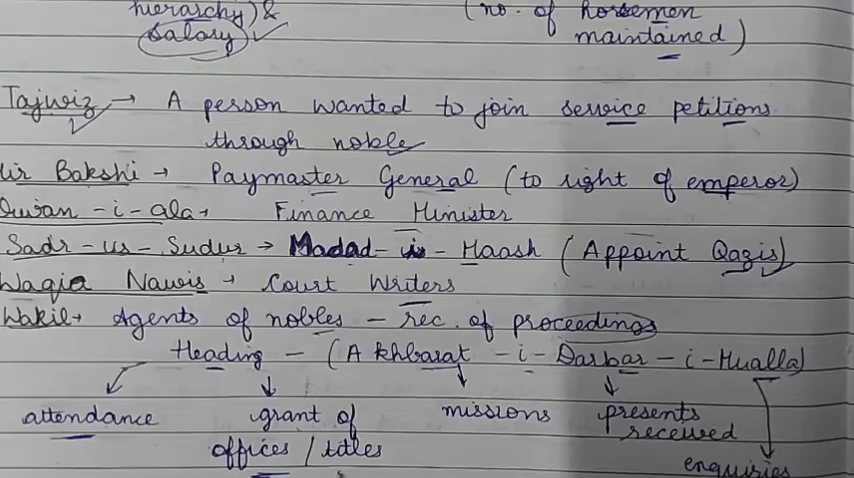 hierarchy) & (no. of horsemen
salary maintained)
Tajwiz → A person wanted to join service petitions
through noble
Mir Bakshi → Paymaster General (to right of emperor)
Diwan-i-ala → Finance Minister
Sadr-us-Sudur → Madad-i-Maash (Appoint Qazis)
Waqia Nawis → Court Writers
Wakil → Agents of nobles - rec. of proceedings
Heading - (Akhbarat-i-Darbar-i-Mualla)
attendance grant of missions presents
offices / titles received
enquiries